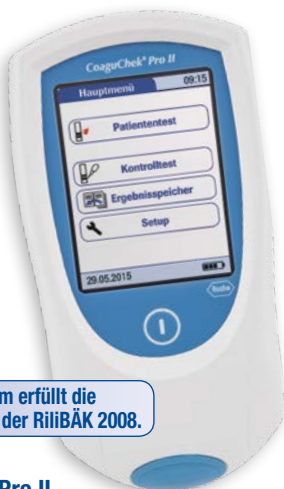 CoaguChek® Pro II
Hauptmenü 09:15
Patiententest
Kontrolltest
Ergebnisspeicher
Setup
29.05.2015
Roche
m erfüllt die
der RiliBÄK 2008.
Pro II